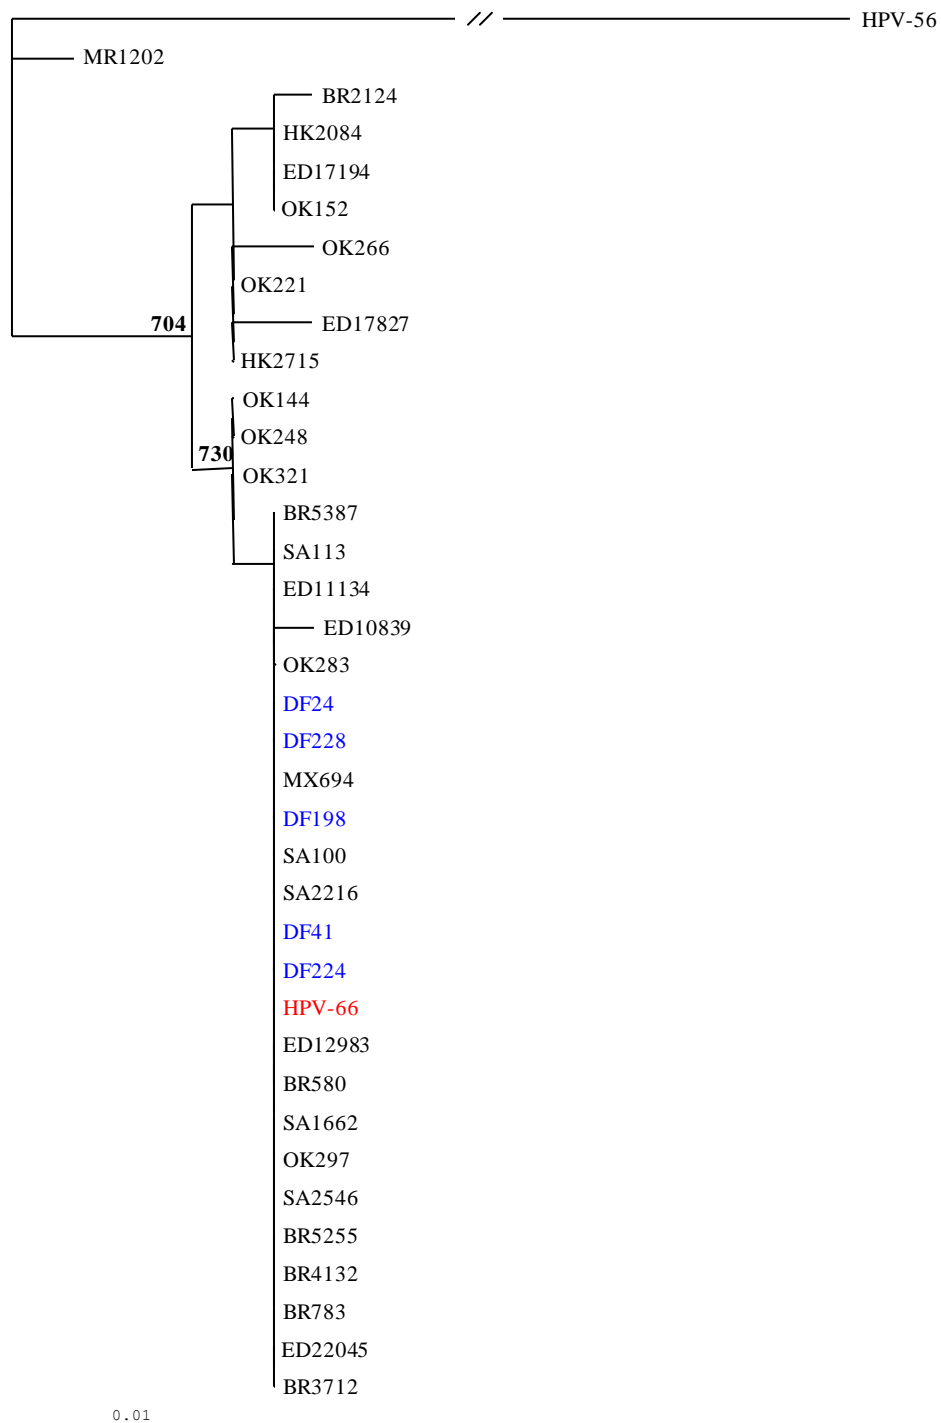 HPV-56
MR1202
BR2124
HK2084
ED17194
OK152
OK266
OK221
704
ED17827
HK2715
OK144
OK248
730
OK321
BR5387
SA113
ED11134
ED10839
OK283
DF24
DF228
MX694
DF198
SA100
SA2216
DF41
DF224
HPV-66
ED12983
BR580
SA1662
OK297
SA2546
BR5255
BR4132
BR783
ED22045
BR3712
0.01